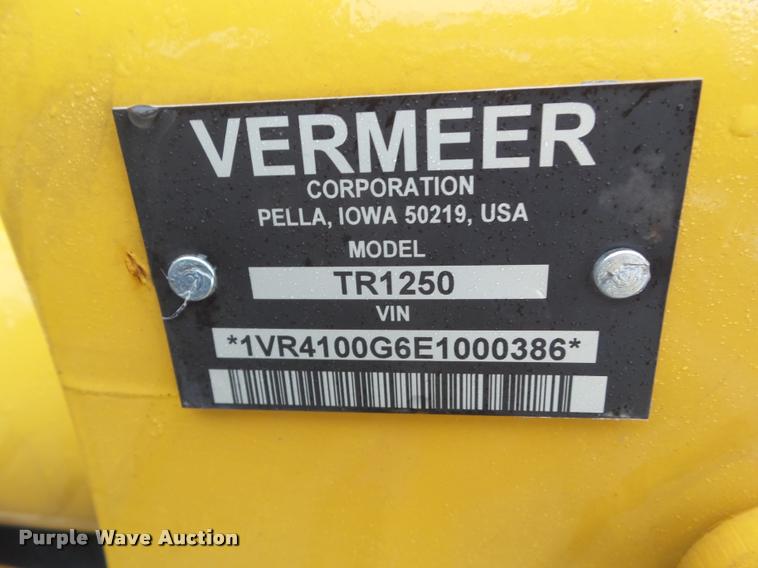 VERMEER
CORPORATION
PELLA, IOWA 50219, USA
MODEL
TR1250
VIN
*1VR4100G6E1000386*
Purple Wave Auction